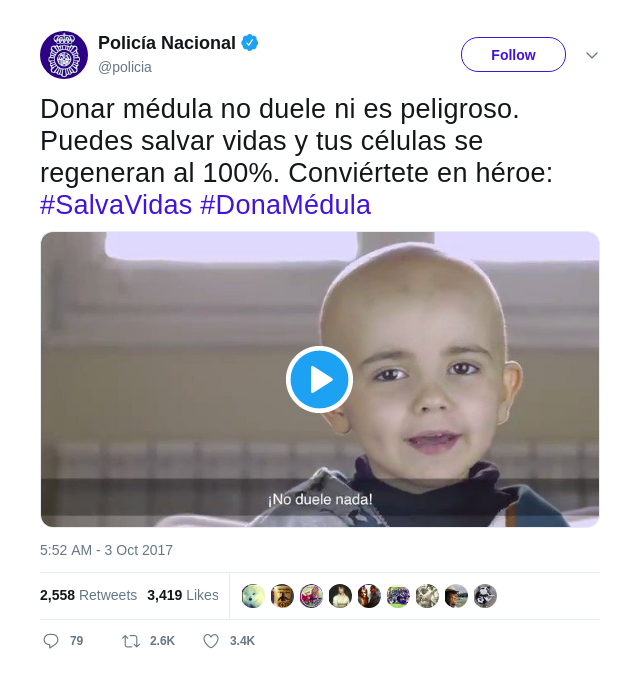 Policía Nacional
@policia
Follow
Donar médula no duele ni es peligroso.
Puedes salvar vidas y tus células se
regeneran al 100%. Conviértete en héroe:
#SalvaVidas #DonaMédula
¡No duele nada!
5:52 AM - 3 Oct 2017
2,558 Retweets 3,419 Likes
79 2.6K 3.4K